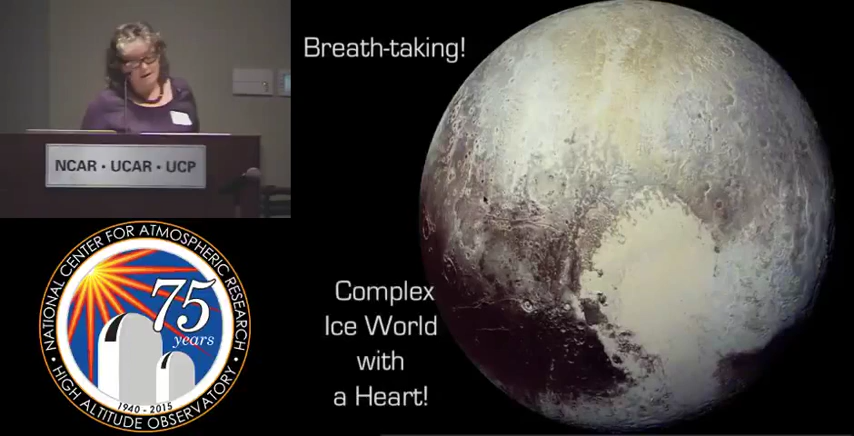 Breath-taking!
NCAR • UCAR • UCP
NATIONAL CENTER FOR ATMOSPHERIC RESEARCH
75
years
1940 - 2015
• HIGH ALTITUDE OBSERVATORY •
Complex
Ice World
with
a Heart!